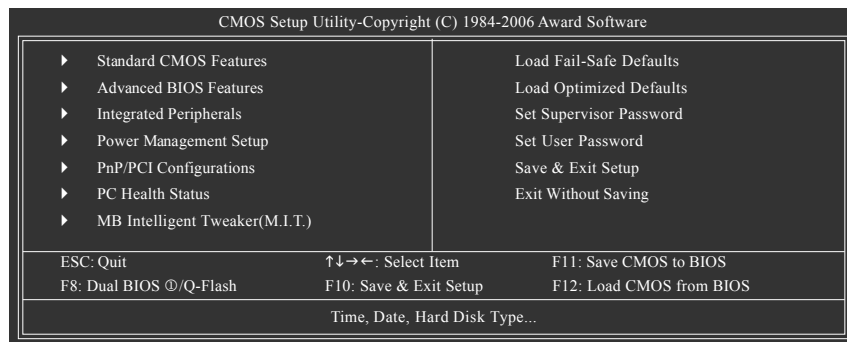 CMOS Setup Utility-Copyright (C) 1984-2006 Award Software
Standard CMOS Features
Advanced BIOS Features
Integrated Peripherals
Power Management Setup
PnP/PCI Configurations
PC Health Status
MB Intelligent Tweaker(M.I.T.)
Load Fail-Safe Defaults
Load Optimized Defaults
Set Supervisor Password
Set User Password
Save & Exit Setup
Exit Without Saving
ESC: Quit ↑↓→←: Select Item F11: Save CMOS to BIOS
F8: Dual BIOS ①/Q-Flash F10: Save & Exit Setup F12: Load CMOS from BIOS
Time, Date, Hard Disk Type...